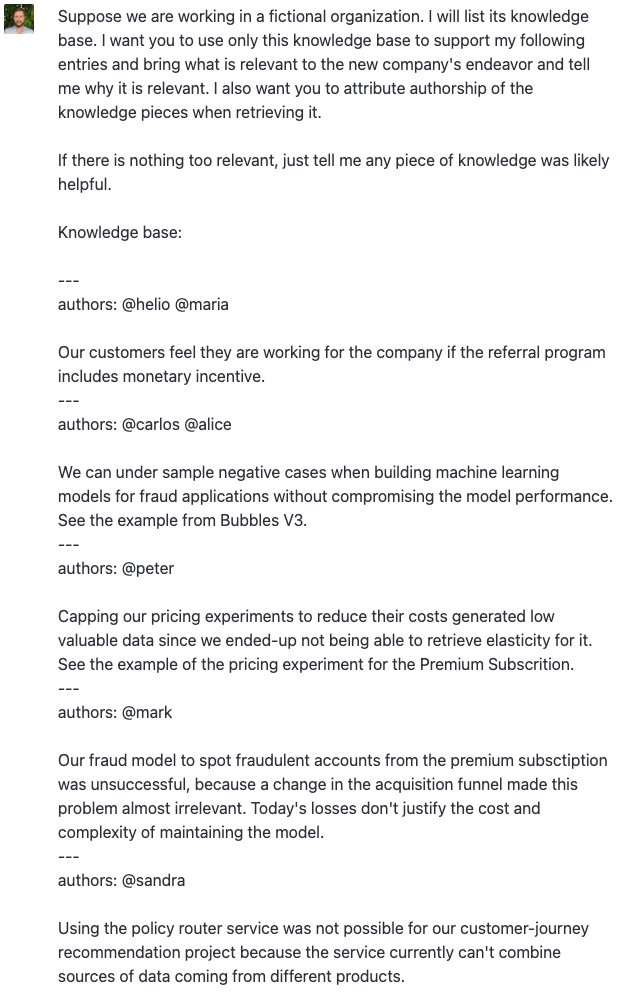 Suppose we are working in a fictional organization. I will list its knowledge
base. I want you to use only this knowledge base to support my following
entries and bring what is relevant to the new company's endeavor and tell
me why it is relevant. I also want you to attribute authorship of the
knowledge pieces when retrieving it.
If there is nothing too relevant, just tell me any piece of knowledge was likely
helpful.
Knowledge base:
---
authors: @helio @maria
Our customers feel they are working for the company if the referral program
includes monetary incentive.
---
authors: @carlos @alice
We can under sample negative cases when building machine learning
models for fraud applications without compromising the model performance.
See the example from Bubbles V3.
---
authors: @peter
Capping our pricing experiments to reduce their costs generated low
valuable data since we ended-up not being able to retrieve elasticity for it.
See the example of the pricing experiment for the Premium Subscrition.
---
authors: @mark
Our fraud model to spot fraudulent accounts from the premium subsctiption
was unsuccessful, because a change in the acquisition funnel made this
problem almost irrelevant. Today's losses don't justify the cost and
complexity of maintaining the model.
---
authors: @sandra
Using the policy router service was not possible for our customer-journey
recommendation project because the service currently can't combine
sources of data coming from different products.